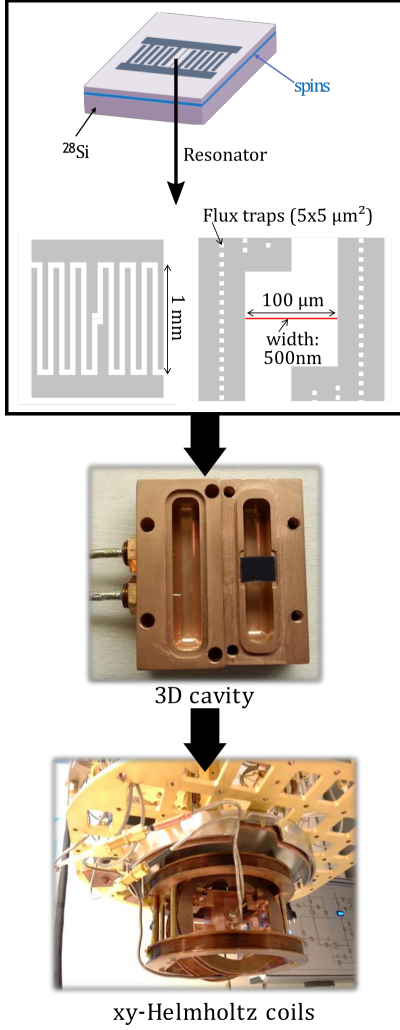 spins
²⁸Si
Resonator
Flux traps (5x5 µm²)
1 mm
100 µm
width:
500nm
3D cavity
xy-Helmholtz coils